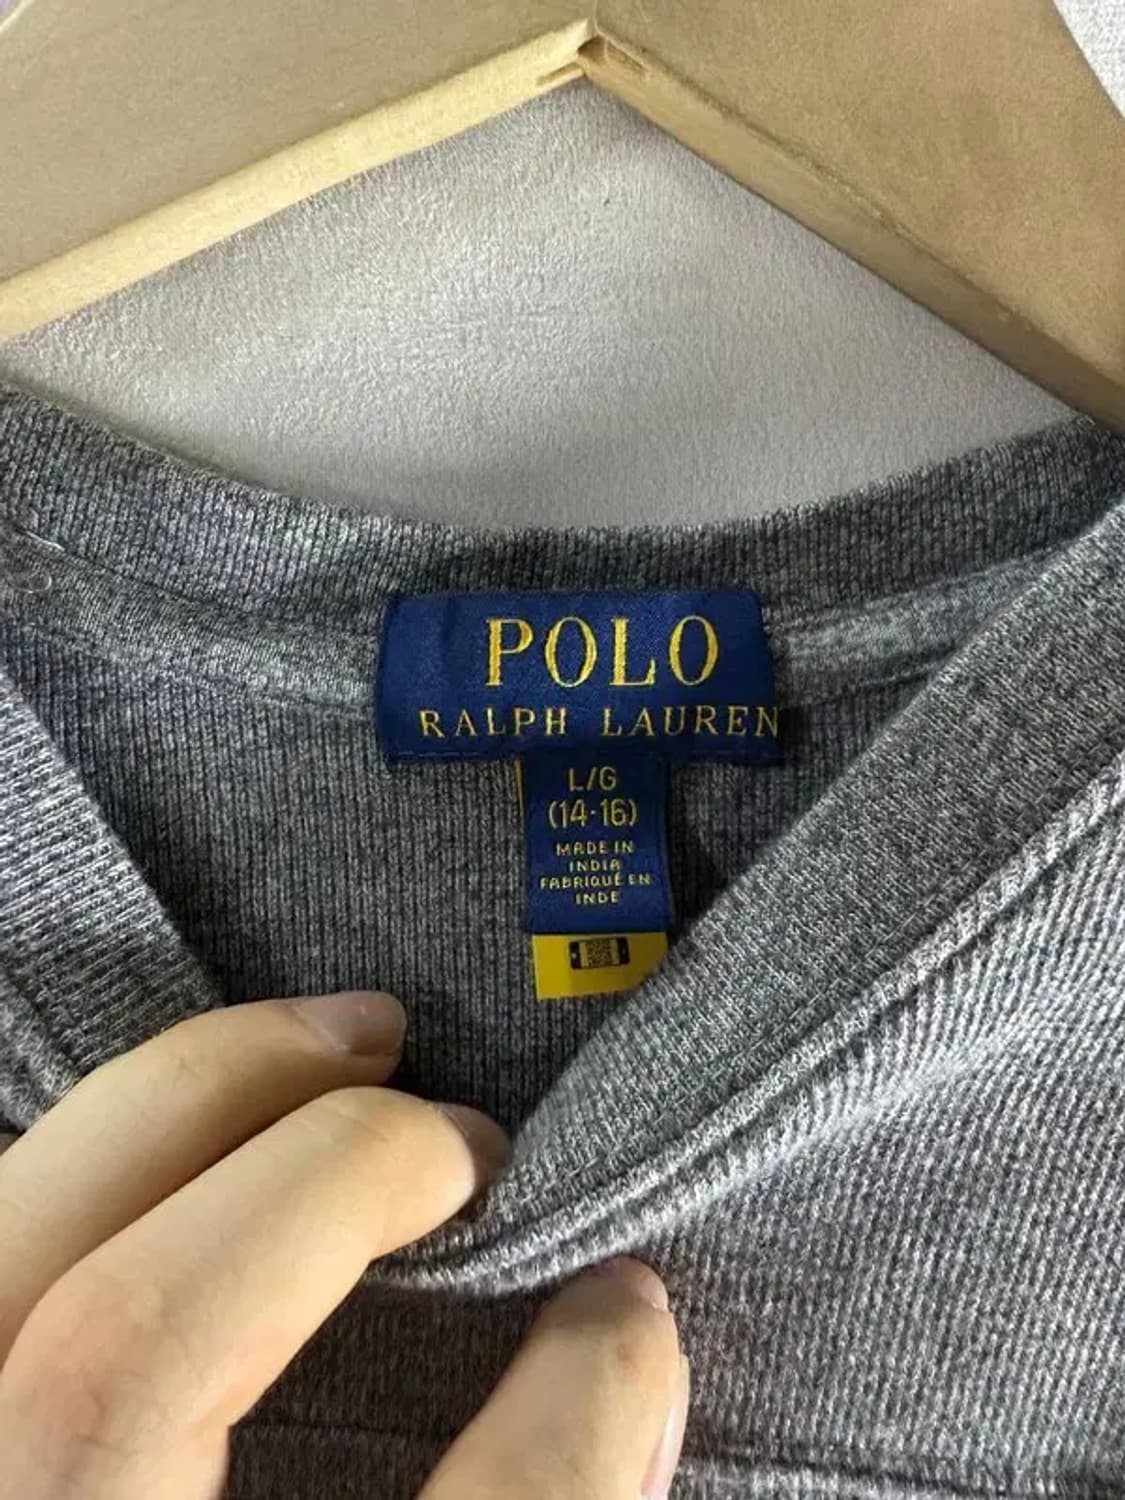 POLO
RALPH LAUREN
L/G
(14-16)
MADE IN
INDIA
FABRIQUÉ EN
INDE